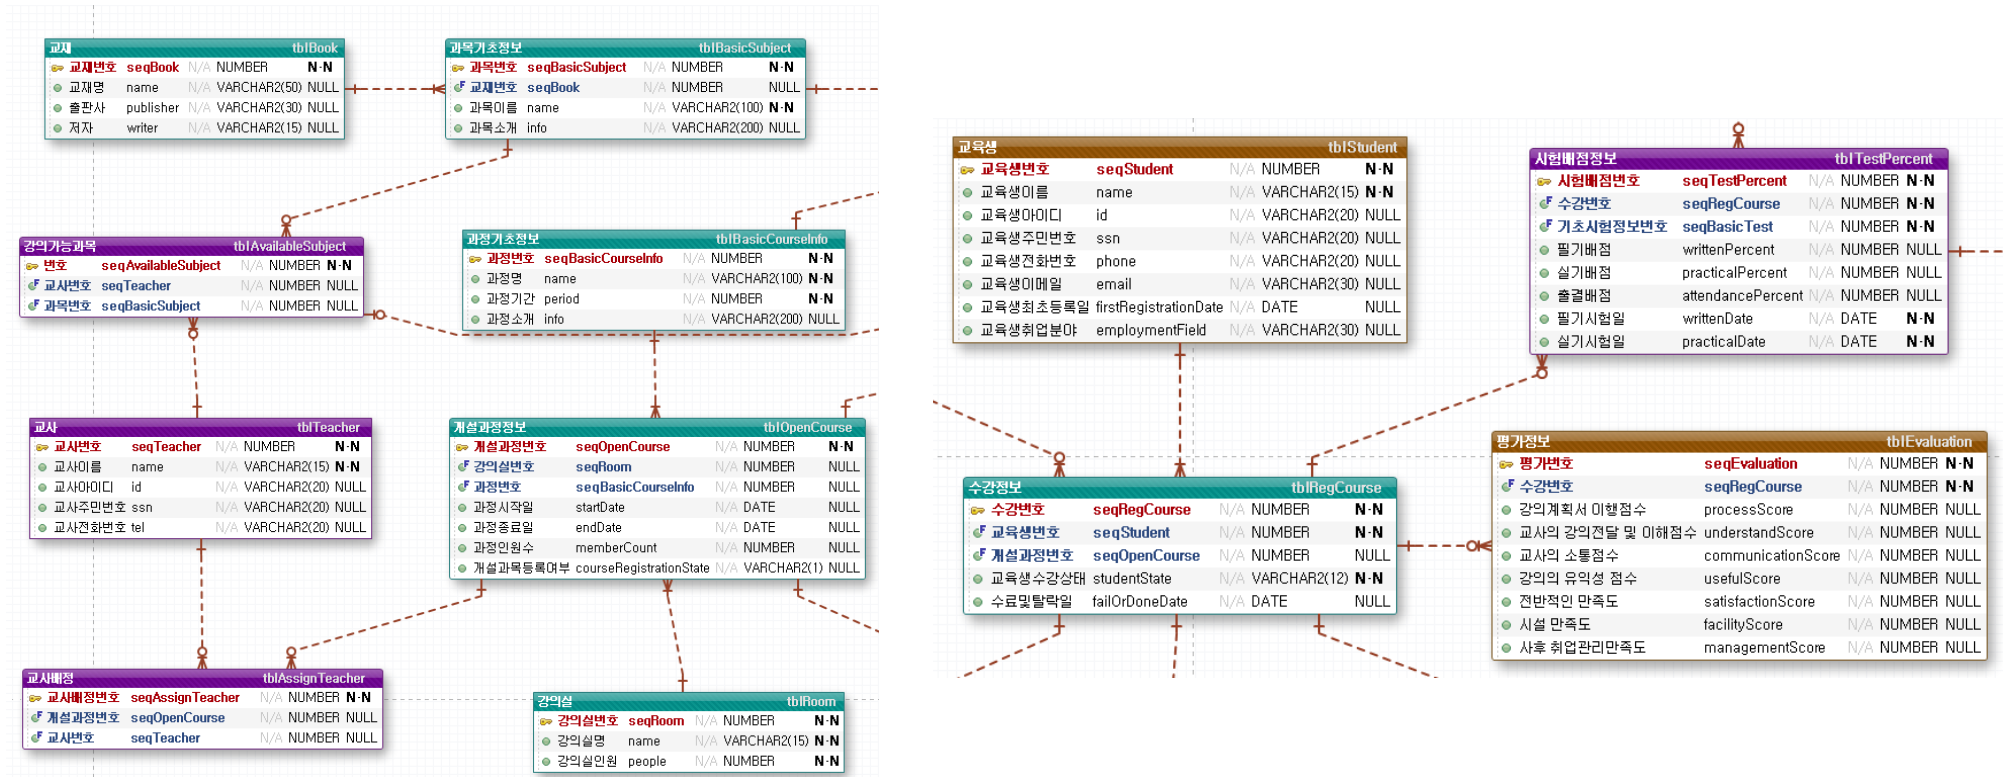 교재 tblBook
교재번호 seqBook N/A NUMBER N-N
교재명 name N/A VARCHAR2(50) NULL
출판사 publisher N/A VARCHAR2(30) NULL
저자 writer N/A VARCHAR2(15) NULL
과목기초정보 tblBasicSubject
과목번호 seqBasicSubject N/A NUMBER N-N
교재번호 seqBook N/A NUMBER NULL
과목이름 name N/A VARCHAR2(100) N-N
과목소개 info N/A VARCHAR2(200) NULL
강의가능과목 tblAvailableSubject
번호 seqAvailableSubject N/A NUMBER N-N
교사번호 seqTeacher N/A NUMBER NULL
과목번호 seqBasicSubject N/A NUMBER NULL
과정기초정보 tblBasicCourseInfo
과정번호 seqBasicCourseInfo N/A NUMBER N-N
과정명 name N/A VARCHAR2(100) N-N
과정기간 period N/A NUMBER N-N
과정소개 info N/A VARCHAR2(200) NULL
교사 tblTeacher
교사번호 seqTeacher N/A NUMBER N-N
교사이름 name N/A VARCHAR2(15) N-N
교사아이디 id N/A VARCHAR2(20) NULL
교사주민번호 ssn N/A VARCHAR2(20) NULL
교사전화번호 tel N/A VARCHAR2(20) NULL
개설과정정보 tblOpenCourse
개설과정번호 seqOpenCourse N/A NUMBER N-N
강의실번호 seqRoom N/A NUMBER NULL
과정번호 seqBasicCourseInfo N/A NUMBER NULL
과정시작일 startDate N/A DATE NULL
과정종료일 endDate N/A DATE NULL
과정인원수 memberCount N/A NUMBER NULL
개설과목등록여부 courseRegistrationState N/A VARCHAR2(1) NULL
교사배정 tblAssignTeacher
교사배정번호 seqAssignTeacher N/A NUMBER N-N
개설과정번호 seqOpenCourse N/A NUMBER NULL
교사번호 seqTeacher N/A NUMBER NULL
강의실 tblRoom
강의실번호 seqRoom N/A NUMBER N-N
강의실명 name N/A VARCHAR2(15) N-N
강의실인원 people N/A NUMBER N-N
교육생 tblStudent
교육생번호 seqStudent N/A NUMBER N-N
교육생이름 name N/A VARCHAR2(15) N-N
교육생아이디 id N/A VARCHAR2(20) NULL
교육생주민번호 ssn N/A VARCHAR2(20) NULL
교육생전화번호 phone N/A VARCHAR2(20) NULL
교육생이메일 email N/A VARCHAR2(30) NULL
교육생최초등록일 firstRegistrationDate N/A DATE NULL
교육생취업분야 employmentField N/A VARCHAR2(30) NULL
시험배점정보 tblTestPercent
시험배점번호 seqTestPercent N/A NUMBER N-N
수강번호 seqRegCourse N/A NUMBER NULL
기초시험정보번호 seqBasicTest N/A NUMBER NULL
필기배점 writtenPercent N/A NUMBER NULL
실기배점 practicalPercent N/A NUMBER NULL
출결배점 attendancePercent N/A NUMBER NULL
필기시험일 writtenDate N/A DATE N-N
실기시험일 practicalDate N/A DATE N-N
수강정보 tblRegCourse
수강번호 seqRegCourse N/A NUMBER N-N
교육생번호 seqStudent N/A NUMBER N-N
개설과정번호 seqOpenCourse N/A NUMBER NULL
교육생수강상태 studentState N/A VARCHAR2(12) N-N
수료및탈락일 failOrDoneDate N/A DATE NULL
평가정보 tblEvaluation
평가번호 seqEvaluation N/A NUMBER N-N
수강번호 seqRegCourse N/A NUMBER N-N
강의계획서 이행점수 processScore N/A NUMBER NULL
교사의 강의전달 및 이해점수 understandScore N/A NUMBER NULL
교사의 소통점수 communicationScore N/A NUMBER NULL
강의의 유익성 점수 usefulScore N/A NUMBER NULL
전반적인 만족도 satisfactionScore N/A NUMBER NULL
시설 만족도 facilityScore N/A NUMBER NULL
사후 취업관리만족도 managementScore N/A NUMBER NULL